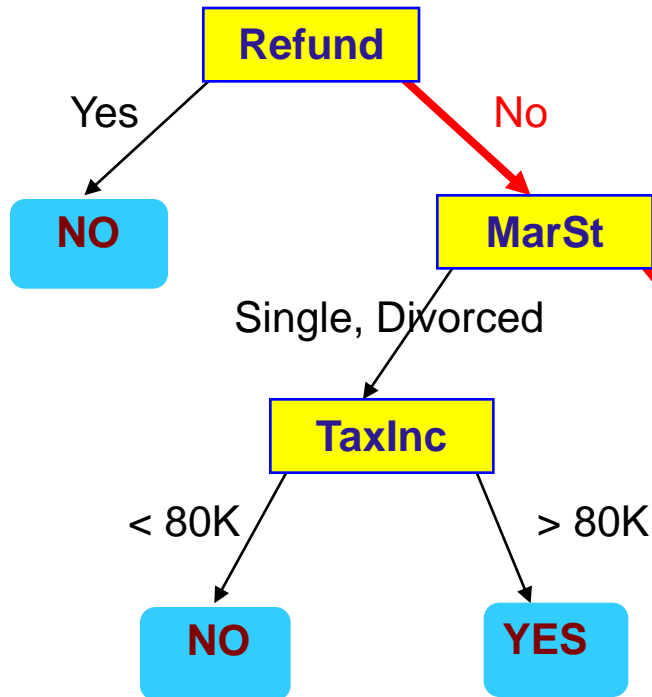 Refund
Yes
No
NO
MarSt
Single, Divorced
TaxInc
< 80K
> 80K
NO
YES